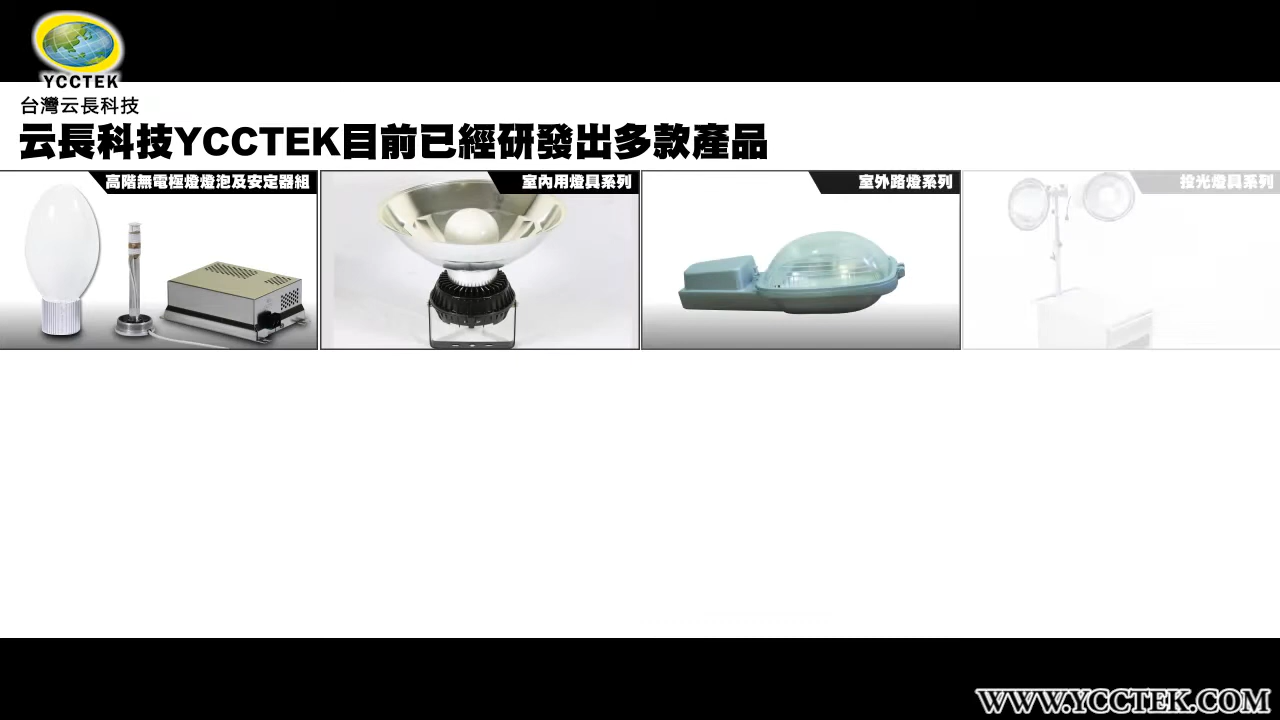 YCCTEK
台灣云長科技
云長科技YCCTEK目前已經研發出多款產品
高階無電極燈燈泡及安定器組
室內用燈具系列
室外路燈系列
投光燈具系列
WWW.YCCTEK.COM